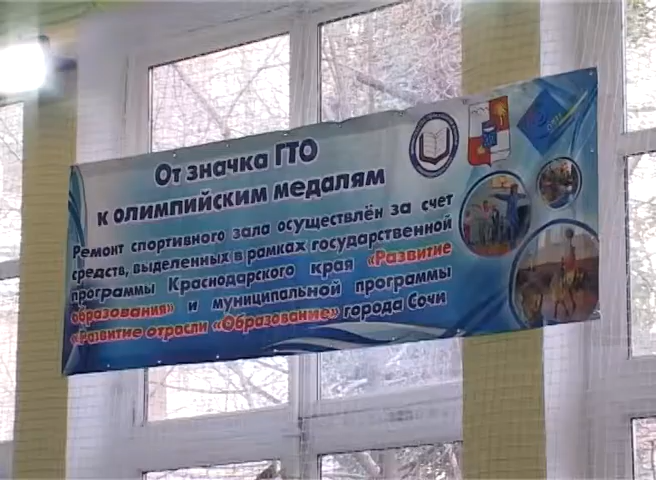 От значка ГТО
к олимпийским медалям
Ремонт спортивного зала осуществлён за счет
средств, выделенных в рамках государственной
программы Краснодарского края «Развитие
образования» и муниципальной программы
«Развитие отрасли «Образование» города Сочи